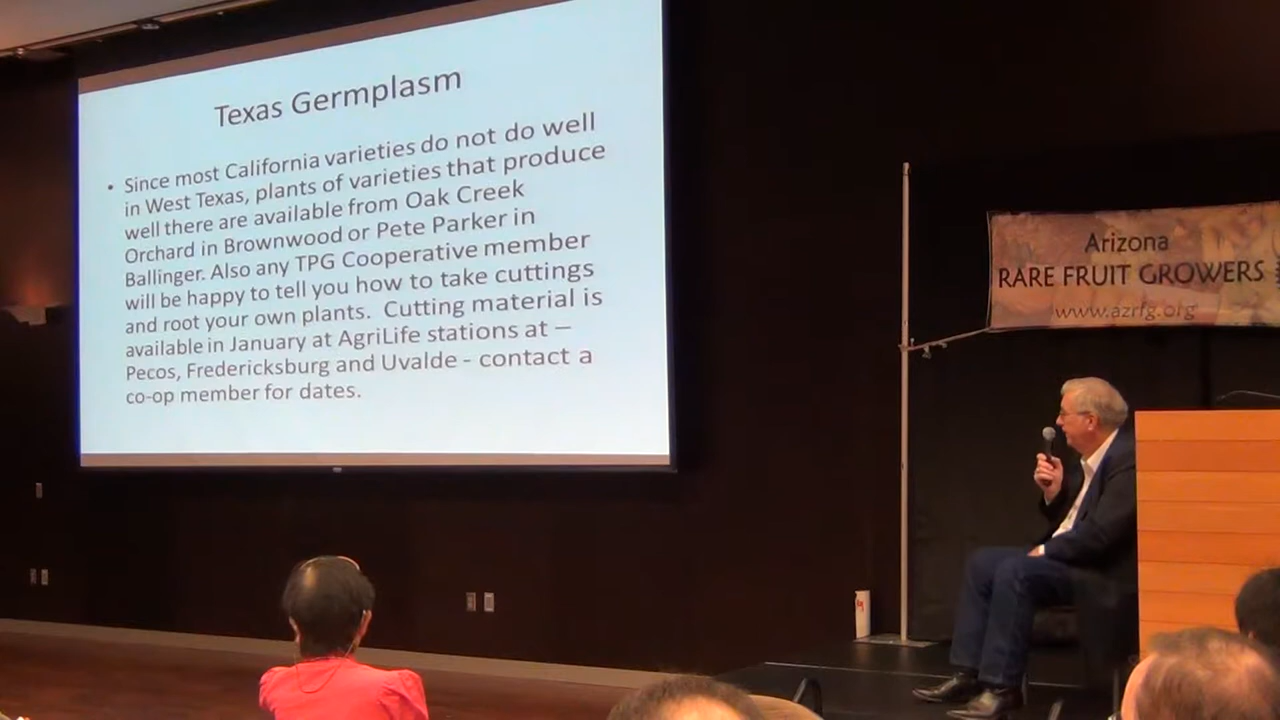 Texas Germplasm
• Since most California varieties do not do well
in West Texas, plants of varieties that produce
well there are available from Oak Creek
Orchard in Brownwood or Pete Parker in
Ballinger. Also any TPG Cooperative member
will be happy to tell you how to take cuttings
and root your own plants. Cutting material is
available in January at AgriLife stations at –
Pecos, Fredericksburg and Uvalde - contact a
co-op member for dates.
Arizona
RARE FRUIT GROWERS
www.azrfg.org